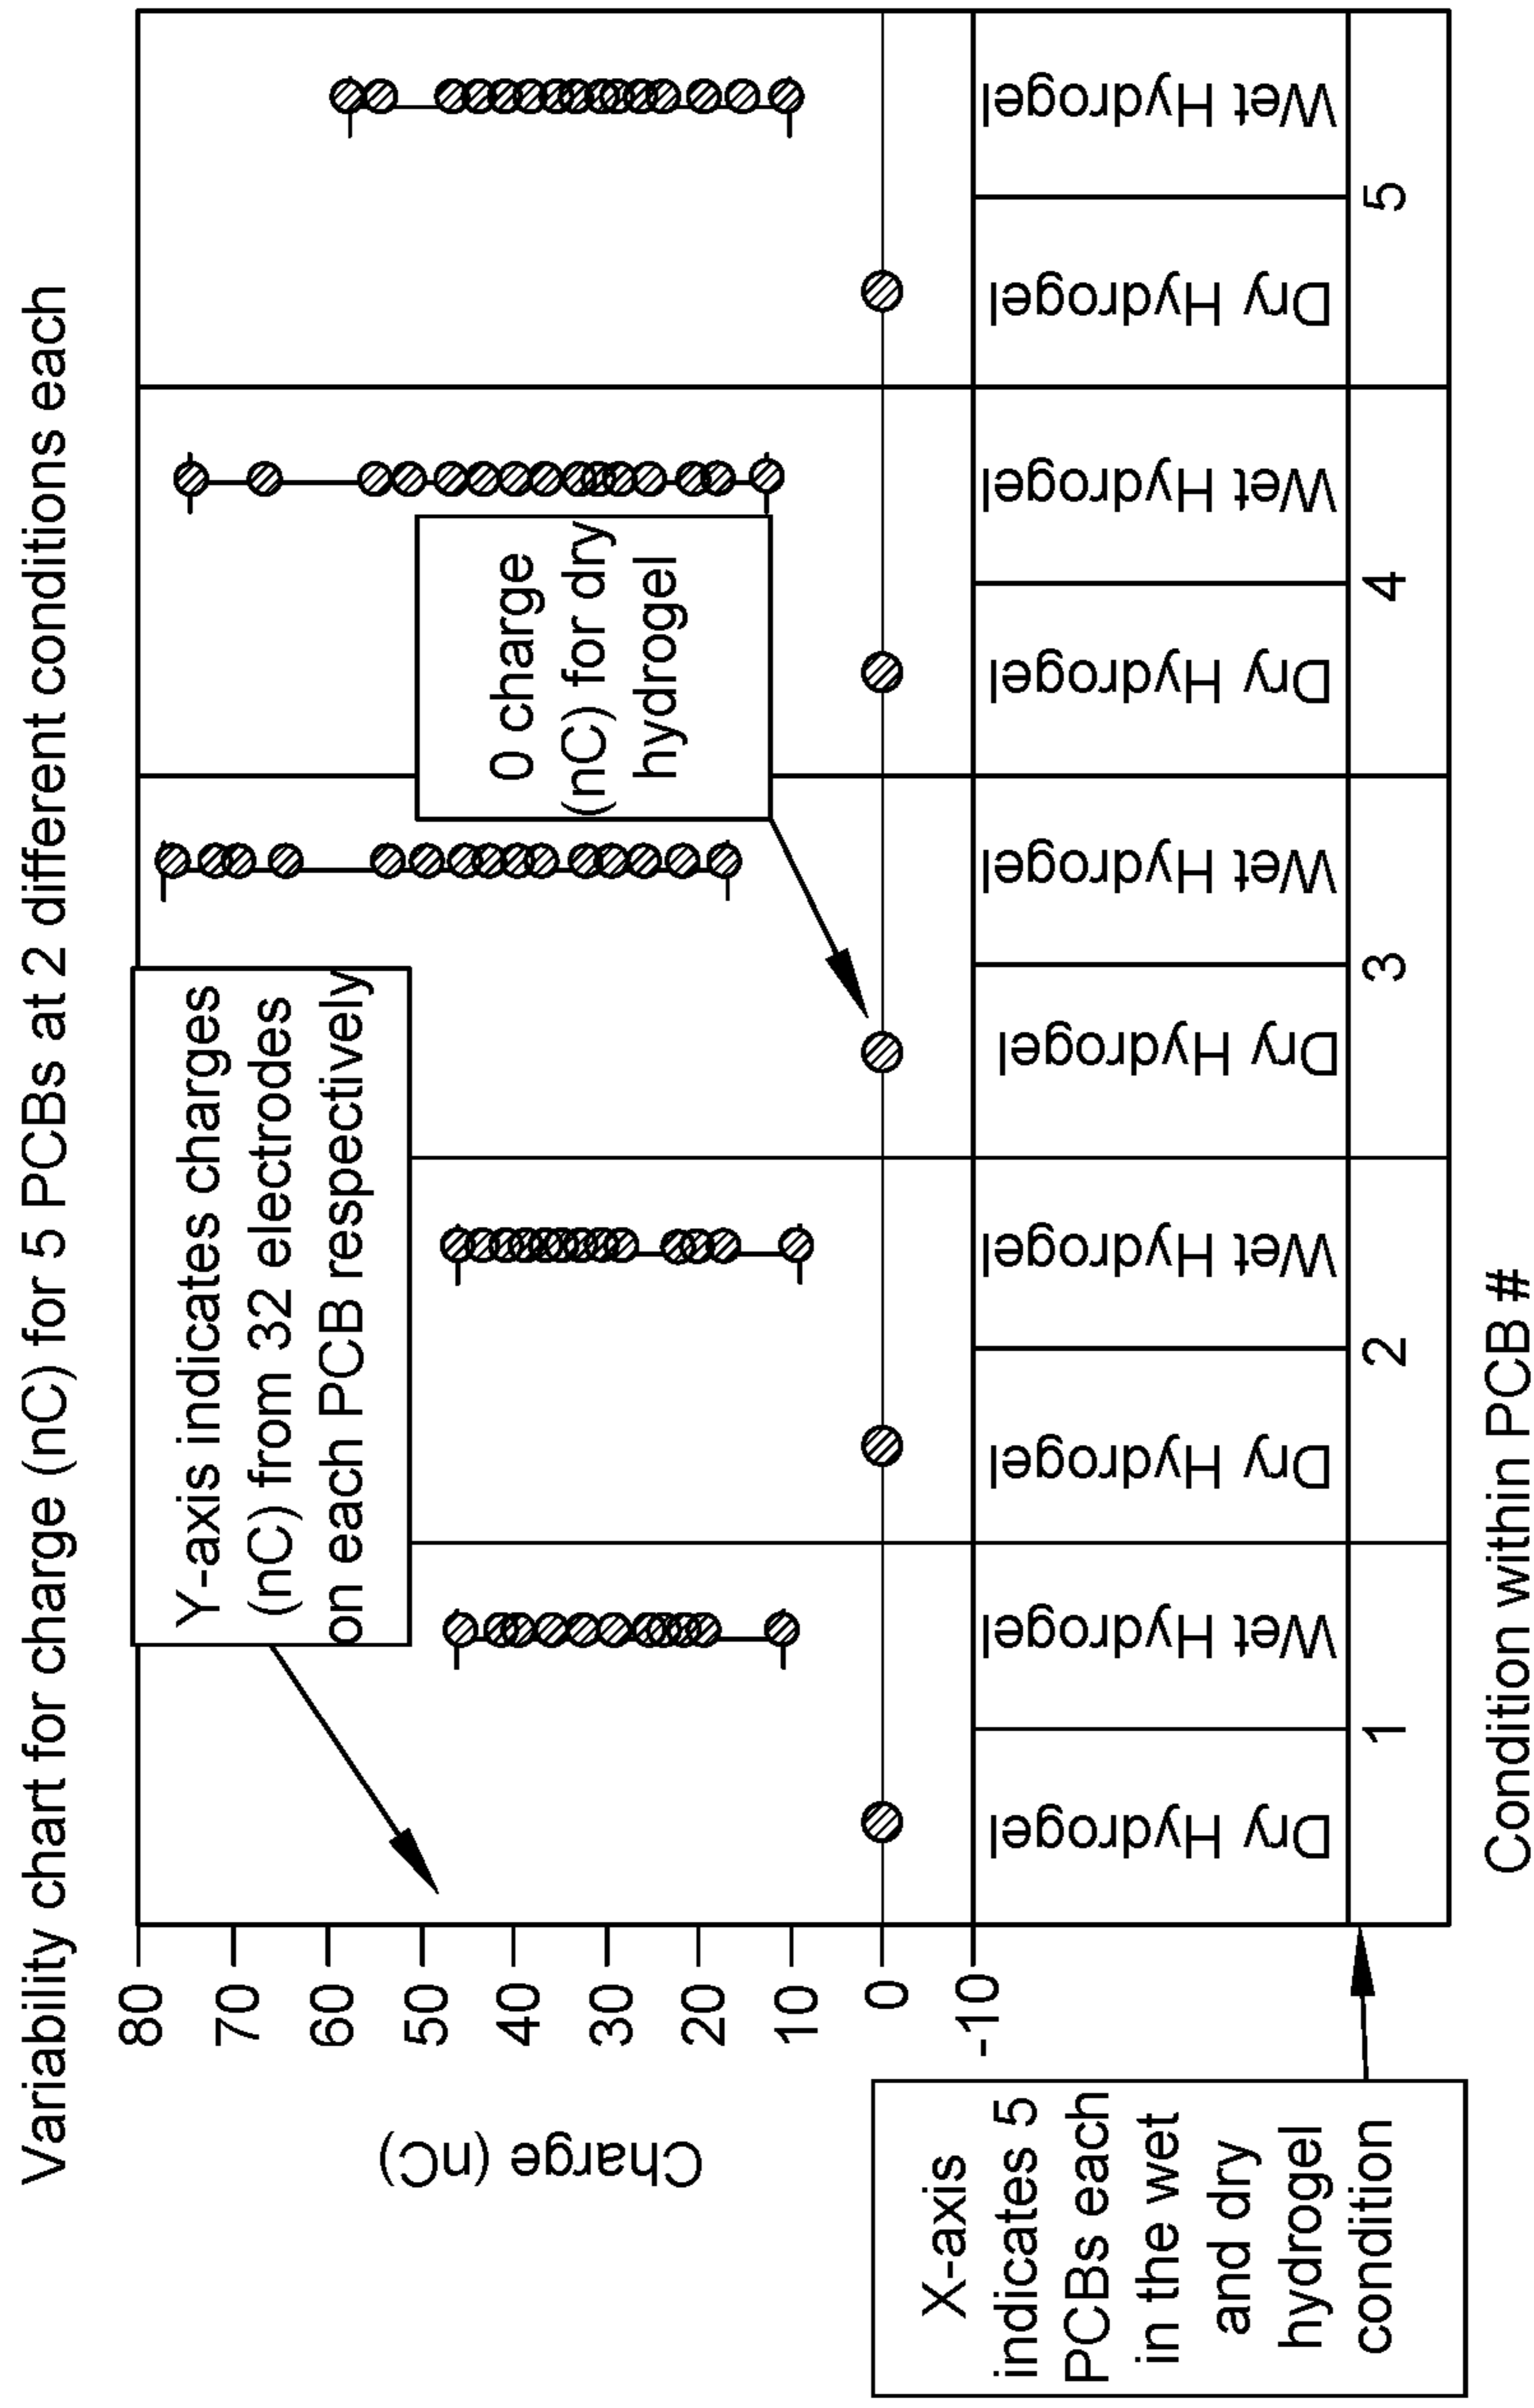 Variability chart for charge (nC) for 5 PCBs at 2 different conditions each
Y-axis indicates charges
(nC) from 32 electrodes
on each PCB respectively
0 charge
(nC) for dry
hydrogel
Charge (nC)
80
70
60
50
40
30
20
10
0
-10
Dry Hydrogel
Wet Hydrogel
Dry Hydrogel
Wet Hydrogel
Dry Hydrogel
Wet Hydrogel
Dry Hydrogel
Wet Hydrogel
Dry Hydrogel
Wet Hydrogel
1
2
3
4
5
X-axis
indicates 5
PCBs each
in the wet
and dry
hydrogel
condition
Condition within PCB #